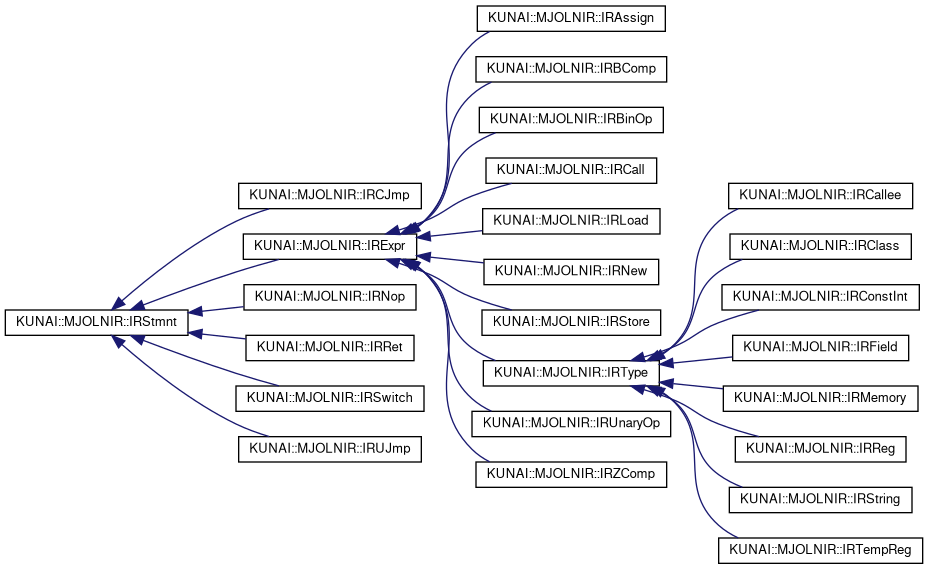 KUNAI::MJOLNIR::IRStmnt
KUNAI::MJOLNIR::IRCJmp
KUNAI::MJOLNIR::IRExpr
KUNAI::MJOLNIR::IRNop
KUNAI::MJOLNIR::IRRet
KUNAI::MJOLNIR::IRSwitch
KUNAI::MJOLNIR::IRUJmp
KUNAI::MJOLNIR::IRAssign
KUNAI::MJOLNIR::IRBComp
KUNAI::MJOLNIR::IRBinOp
KUNAI::MJOLNIR::IRCall
KUNAI::MJOLNIR::IRLoad
KUNAI::MJOLNIR::IRNew
KUNAI::MJOLNIR::IRStore
KUNAI::MJOLNIR::IRType
KUNAI::MJOLNIR::IRUnaryOp
KUNAI::MJOLNIR::IRZComp
KUNAI::MJOLNIR::IRCallee
KUNAI::MJOLNIR::IRClass
KUNAI::MJOLNIR::IRConstInt
KUNAI::MJOLNIR::IRField
KUNAI::MJOLNIR::IRMemory
KUNAI::MJOLNIR::IRReg
KUNAI::MJOLNIR::IRString
KUNAI::MJOLNIR::IRTempReg